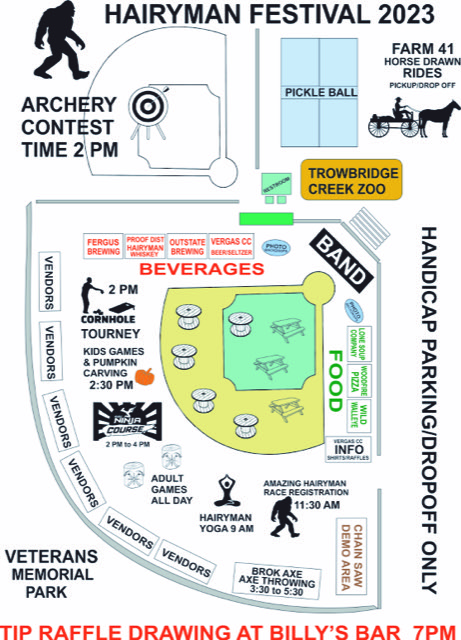 HAIRYMAN FESTIVAL 2023
ARCHERY
CONTEST
TIME 2 PM
PICKLE BALL
FARM 41
HORSE DRAWN
RIDES
PICKUP/DROP OFF
RESTROOM
TROWBRIDGE
CREEK ZOO
FERGUS
BREWING
PROOF DIST
HAIRYMAN
WHISKEY
OUTSTATE
BREWING
VERGAS CC
BEER/SELTZER
PHOTO
BEVERAGES
BAND
PHOTO
HANDICAP PARKING/DROPOFF ONLY
VENDORS
2 PM
CORNHOLE
TOURNEY
VENDORS
KIDS GAMES
& PUMPKIN
CARVING
2:30 PM
FOOD
LONE SOUP
COMPANY
WOODFIRE
PIZZA
WILD
WALLEYE
VERGAS CC
INFO
SHIRTS/RAFFLES
VENDORS
NINJA
COURSE
2 PM to 4 PM
VENDORS
ADULT
GAMES
ALL DAY
HAIRYMAN
YOGA 9 AM
AMAZING HAIRYMAN
RACE REGISTRATION
11:30 AM
VENDORS
VENDORS
CHAIN SAW
DEMO AREA
BROK AXE
AXE THROWING
3:30 to 5:30
VETERANS
MEMORIAL
PARK
TIP RAFFLE DRAWING AT BILLY'S BAR 7PM